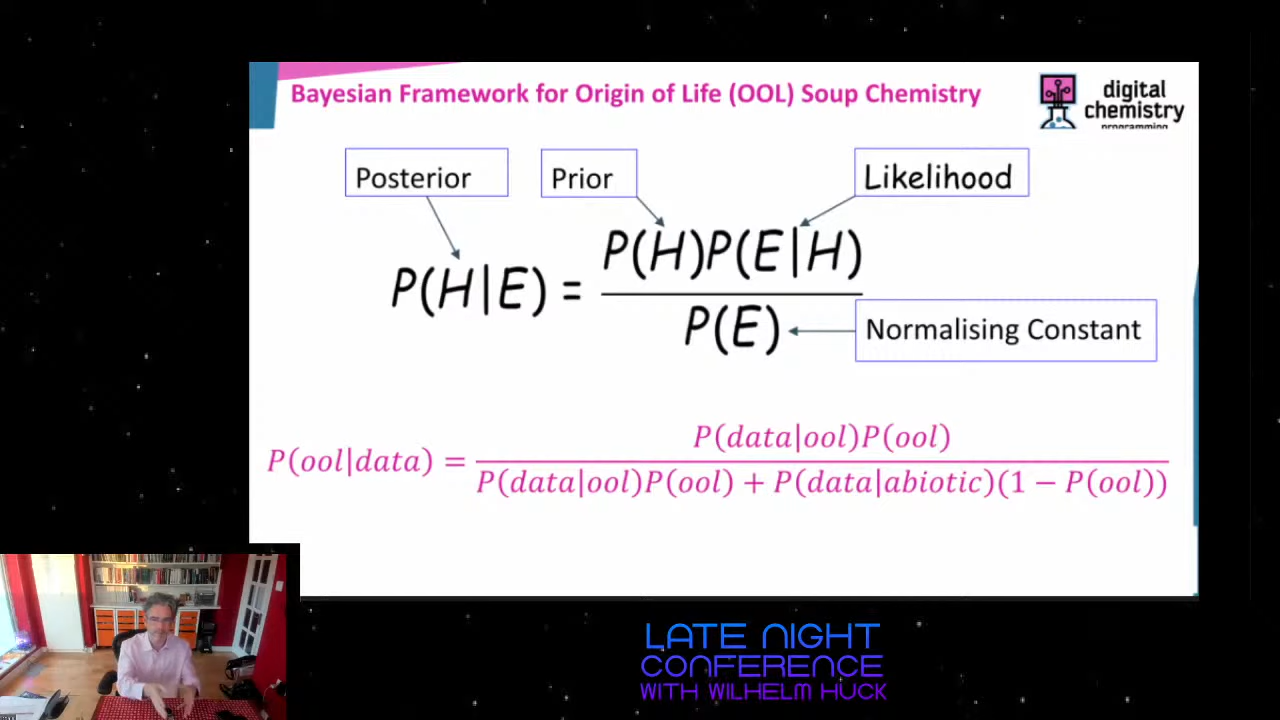 Bayesian Framework for Origin of Life (OOL) Soup Chemistry
digital
chemistry
programming
Posterior
Prior
Likelihood
P(H|E) = P(H)P(E|H)
P(E)
Normalising Constant
P(data|ool)P(ool)
P(ool|data) =
P(data|ool)P(ool) + P(data|abiotic)(1 − P(ool))
LATE NIGHT
CONFERENCE
WITH WILHELM HUCK